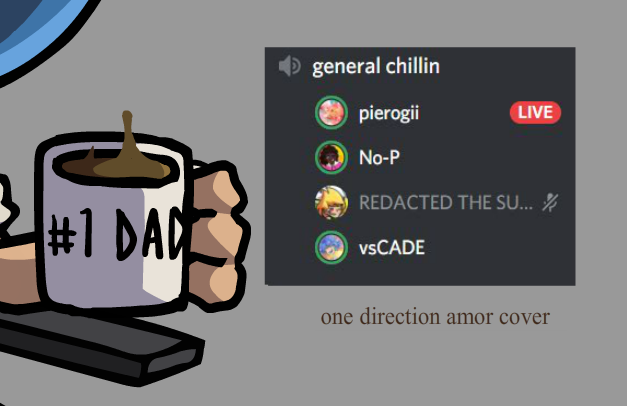 #1 DAD
general chillin
pierogii LIVE
No-P
REDACTED THE SU...
vsCADE
one direction amor cover